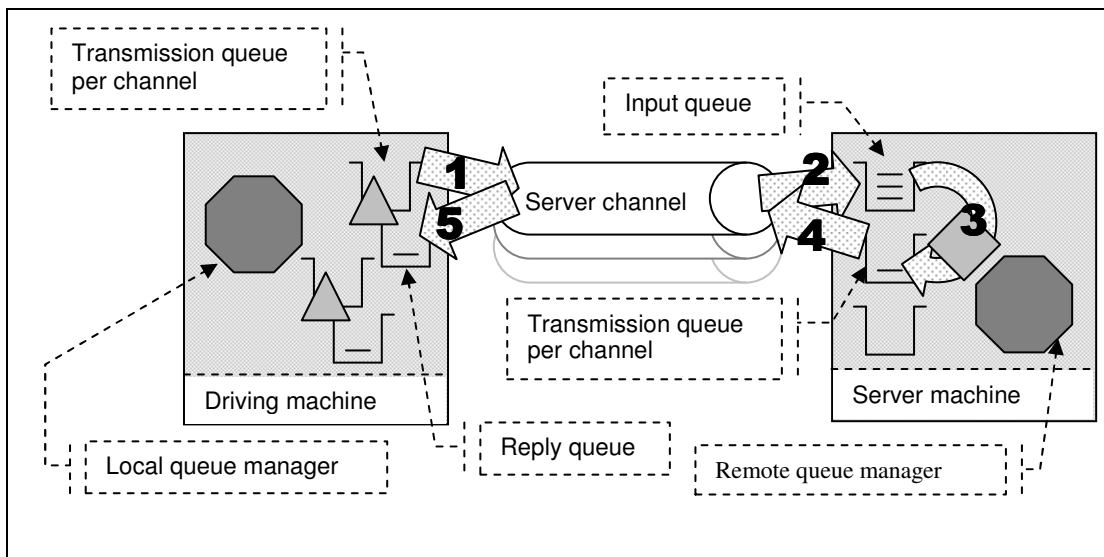 Transmission queue
per channel
Input queue
1
2
Server channel
3
5
4
Transmission queue
per channel
Driving machine
Server machine
Reply queue
Local queue manager
Remote queue manager